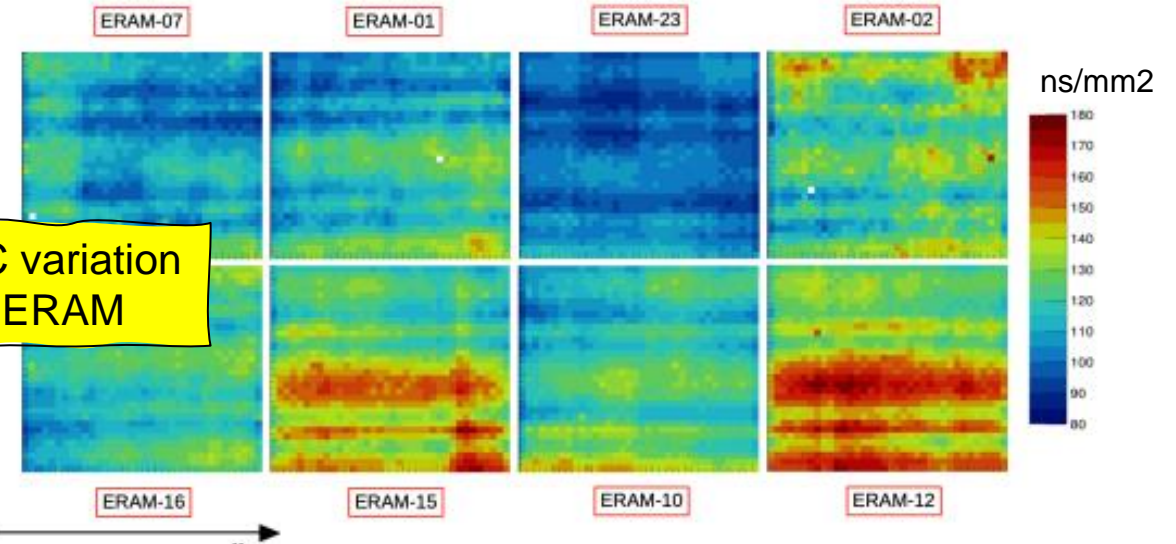 ERAM-07 ERAM-01 ERAM-23 ERAM-02
ns/mm2
180
170
160
150
140
130
120
110
100
90
80
C variation
ERAM
ERAM-16 ERAM-15 ERAM-10 ERAM-12